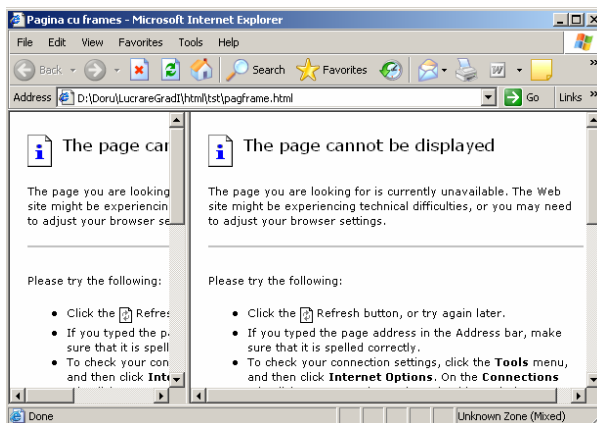 Pagina cu frames - Microsoft Internet Explorer
File Edit View Favorites Tools Help
Back Search Favorites
Address D:\Doru\LucrareGradI\html\tst\pagframe.html Go Links
The page car
The page you are looking
site might be experiencin
to adjust your browser se
Please try the following:
Click the Refres
If you typed the p
sure that it is spell
To check your con
and then click Inte
The page cannot be displayed
The page you are looking for is currently unavailable. The Web
site might be experiencing technical difficulties, or you may need
to adjust your browser settings.
Please try the following:
Click the Refresh button, or try again later.
If you typed the page address in the Address bar, make
sure that it is spelled correctly.
To check your connection settings, click the Tools menu,
and then click Internet Options. On the Connections
Done Unknown Zone (Mixed)